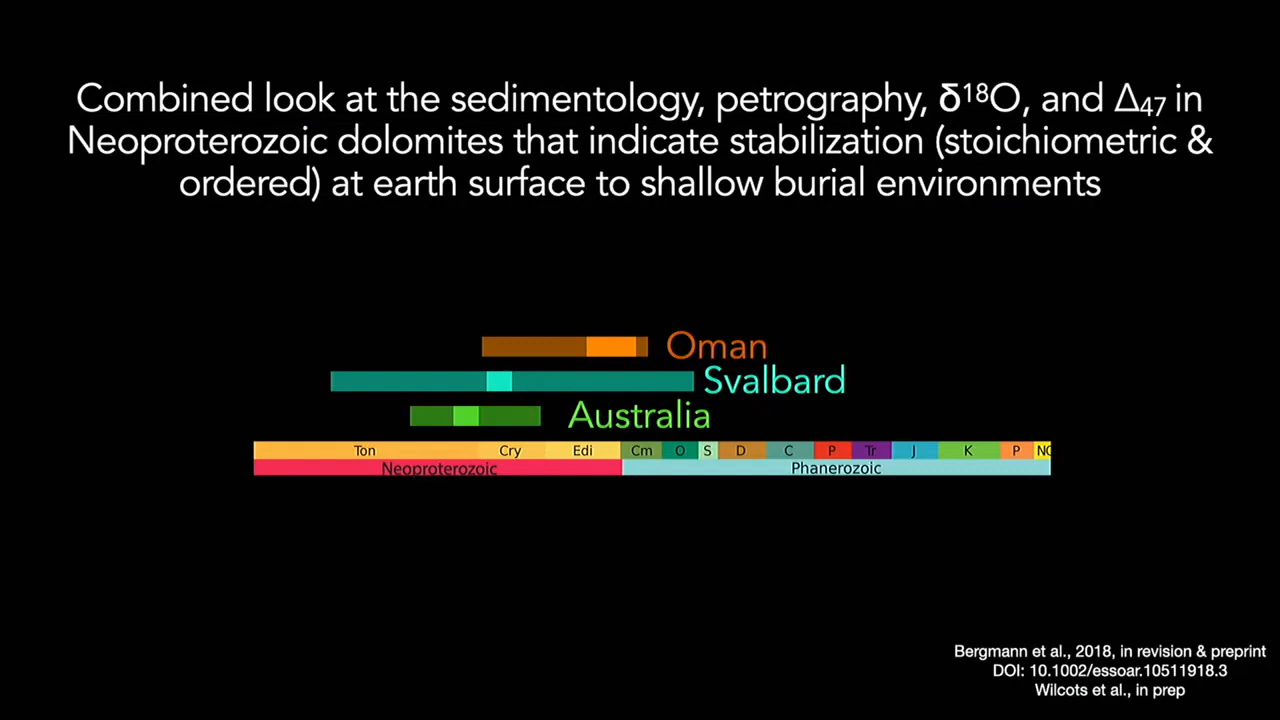 Combined look at the sedimentology, petrography, δ¹⁸O, and Δ₄₇ in
Neoproterozoic dolomites that indicate stabilization (stoichiometric &
ordered) at earth surface to shallow burial environments
Oman
Svalbard
Australia
Ton Cry Edi Cm O S D C P Tr J K P NG
Neoproterozoic Phanerozoic
Bergmann et al., 2018, in revision & preprint
DOI: 10.1002/essoar.10511918.3
Wilcots et al., in prep